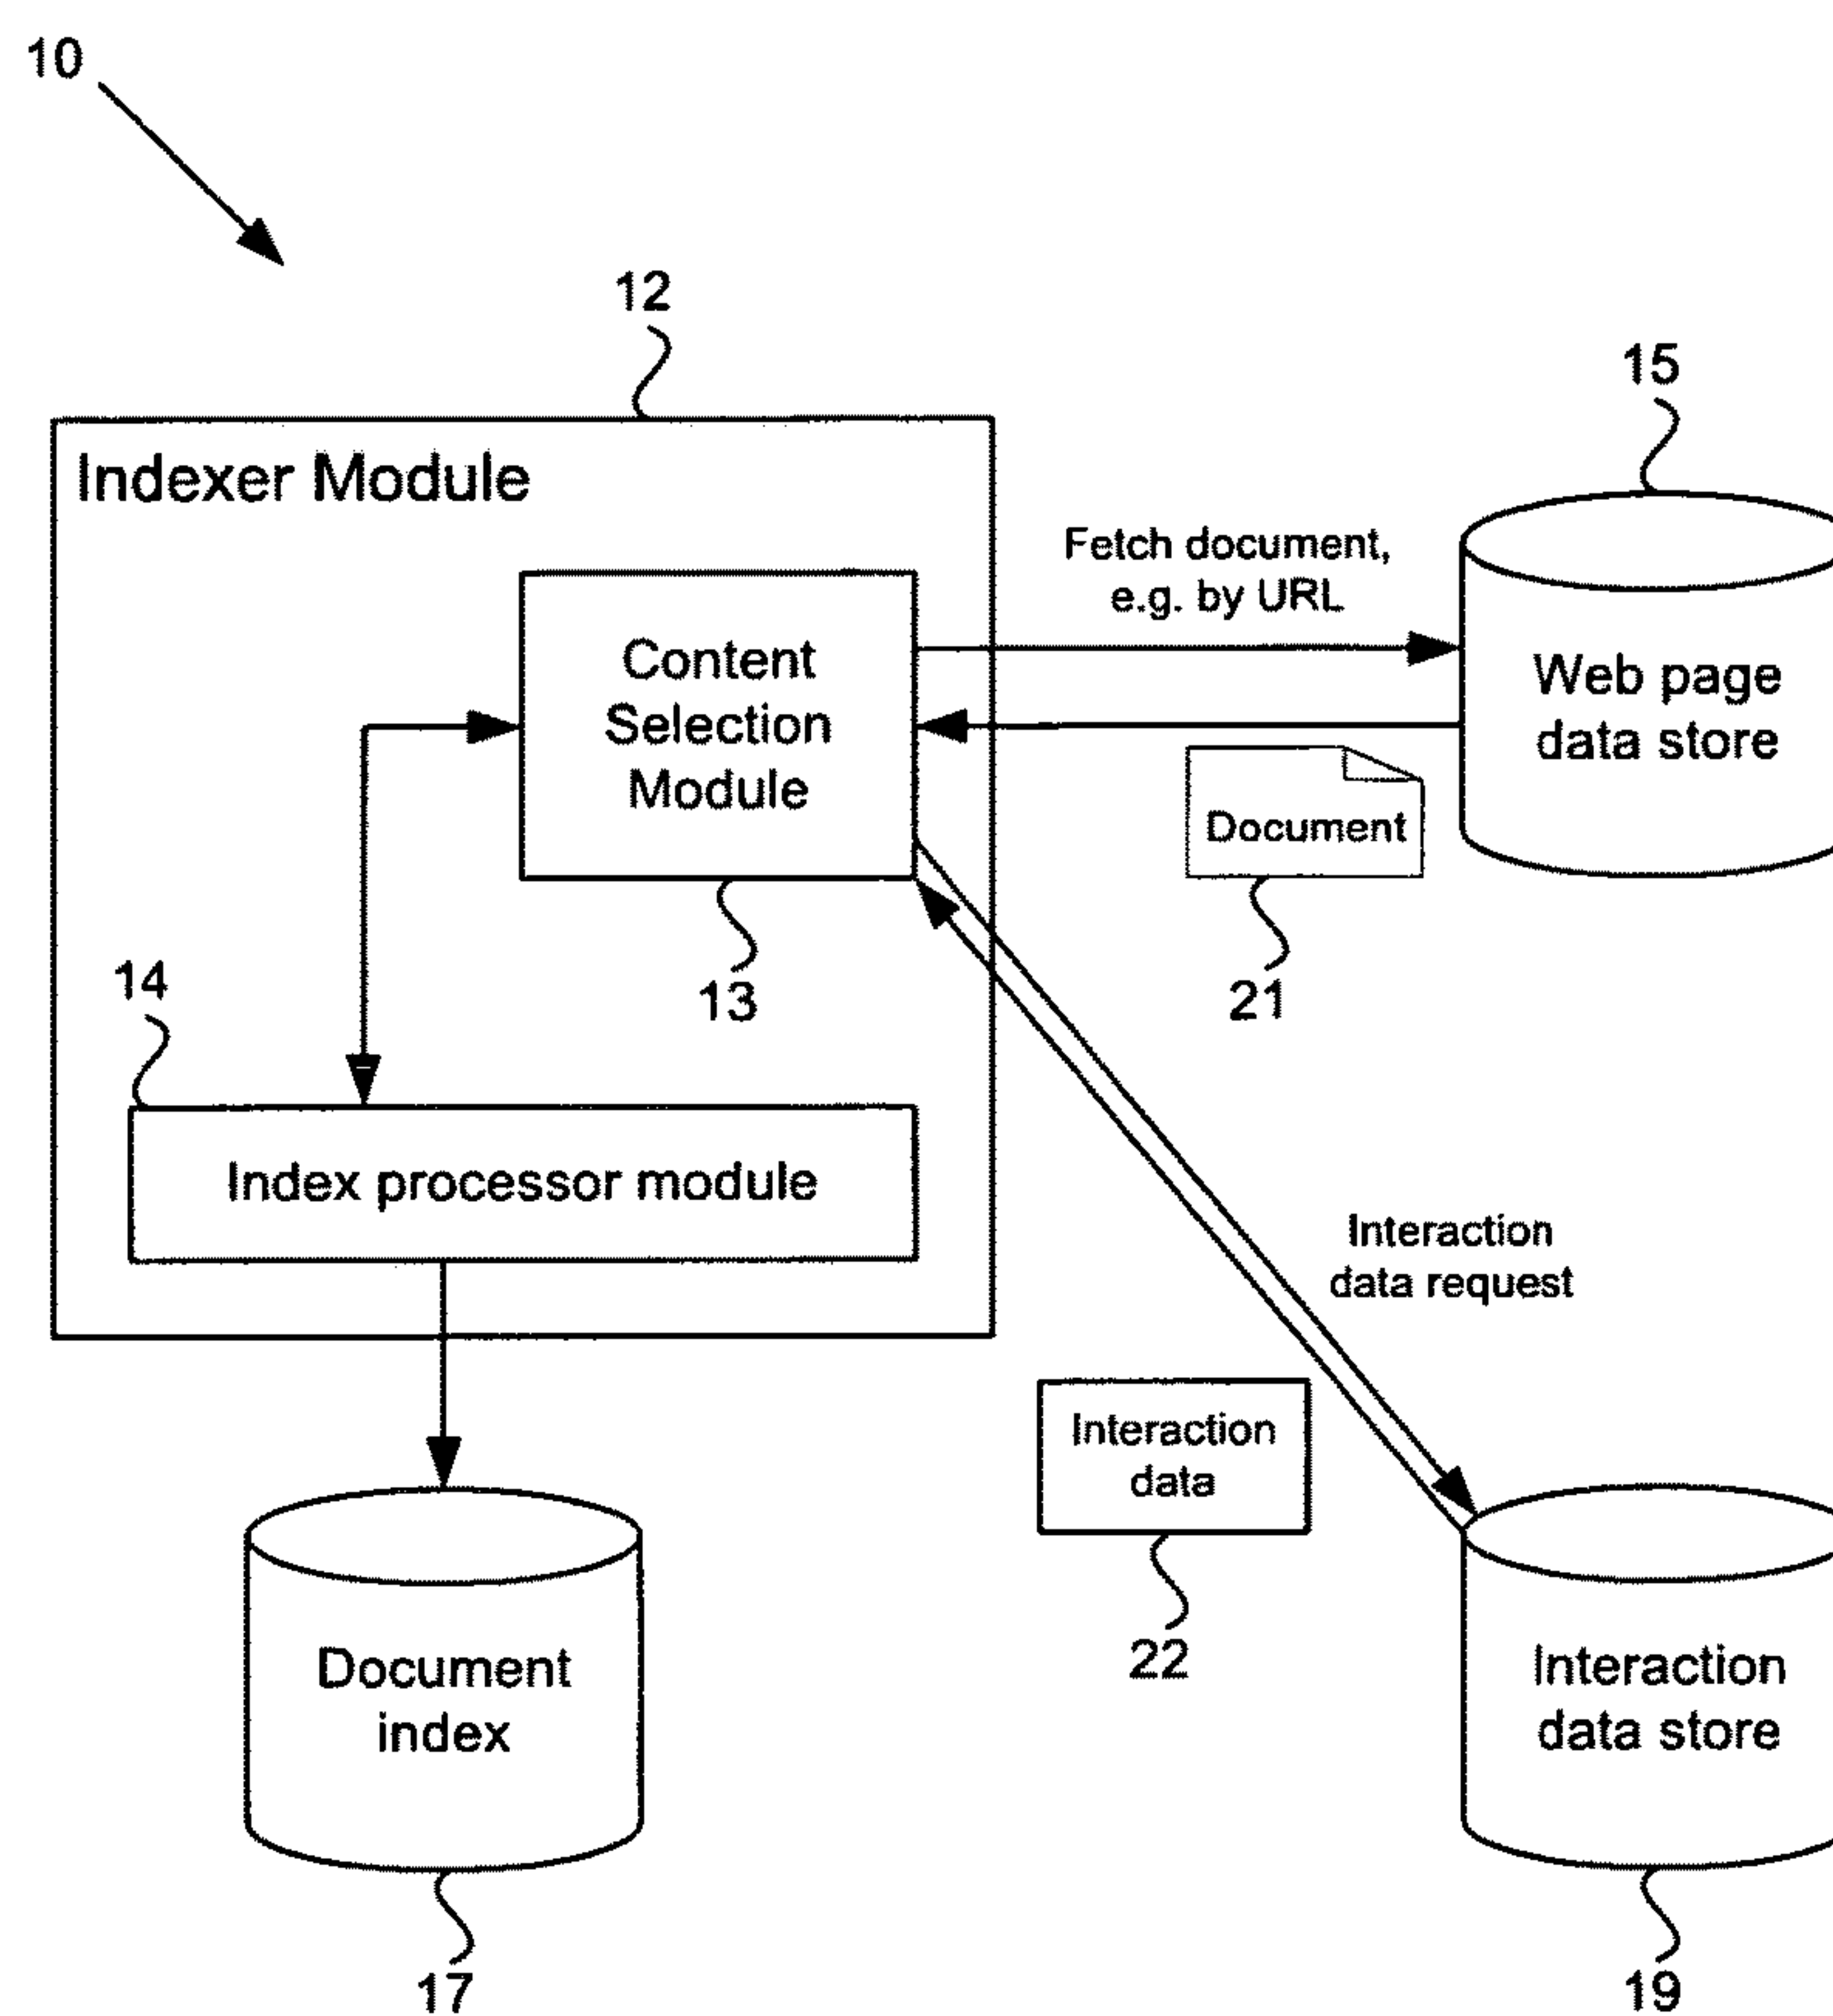 10
12
15
Indexer Module
Fetch document,
e.g. by URL
Content
Selection
Module
Web page
data store
Document
13
21
14
Index processor module
Interaction
data request
Interaction
data
22
Document
index
Interaction
data store
17
19